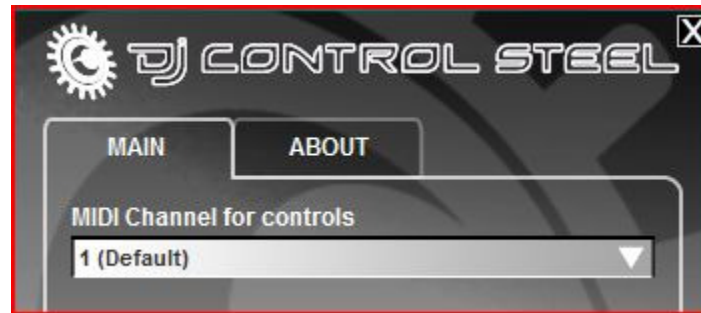 DJ CONTROL STEEL
X
MAIN
ABOUT
MIDI Channel for controls
1 (Default)